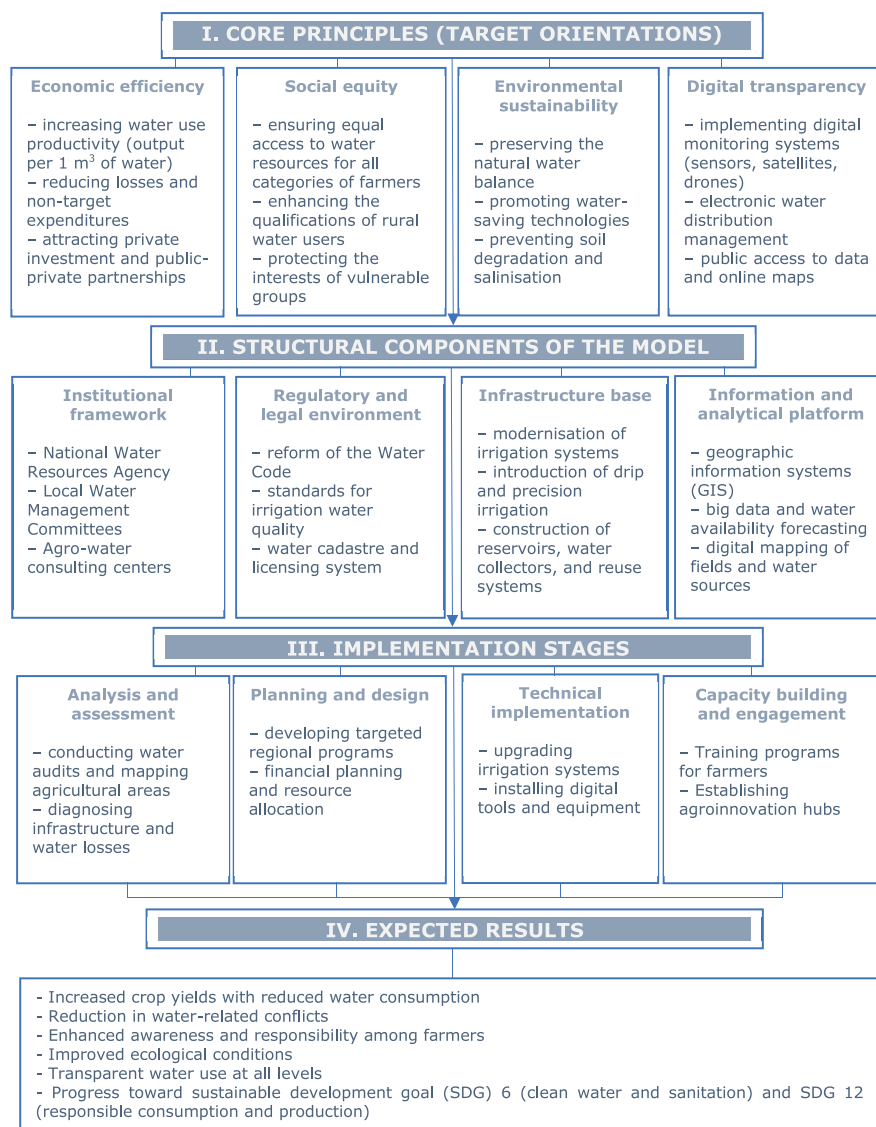 I. CORE PRINCIPLES (TARGET ORIENTATIONS)
Economic efficiency
– increasing water use
productivity (output
per 1 m³ of water)
– reducing losses and
non-target
expenditures
– attracting private
investment and public-
private partnerships
Social equity
– ensuring equal
access to water
resources for all
categories of farmers
– enhancing the
qualifications of rural
water users
– protecting the
interests of vulnerable
groups
Environmental
sustainability
– preserving the
natural water
balance
– promoting water-
saving technologies
– preventing soil
degradation and
salinisation
Digital transparency
– implementing digital
monitoring systems
(sensors, satellites,
drones)
– electronic water
distribution
management
– public access to data
and online maps
II. STRUCTURAL COMPONENTS OF THE MODEL
Institutional
framework
– National Water
Resources Agency
– Local Water
Management
Committees
– Agro-water
consulting centers
Regulatory and
legal environment
– reform of the Water
Code
– standards for
irrigation water
quality
– water cadastre and
licensing system
Infrastructure base
– modernisation of
irrigation systems
– introduction of drip
and precision
irrigation
– construction of
reservoirs, water
collectors, and reuse
systems
Information and
analytical platform
– geographic
information systems
(GIS)
– big data and water
availability forecasting
– digital mapping of
fields and water
sources
III. IMPLEMENTATION STAGES
Analysis and
assessment
– conducting water
audits and mapping
agricultural areas
– diagnosing
infrastructure and
water losses
Planning and design
– developing targeted
regional programs
– financial planning
and resource
allocation
Technical
implementation
– upgrading
irrigation systems
– installing digital
tools and equipment
Capacity building
and engagement
– Training programs
for farmers
– Establishing
agroinnovation hubs
IV. EXPECTED RESULTS
- Increased crop yields with reduced water consumption
- Reduction in water-related conflicts
- Enhanced awareness and responsibility among farmers
- Improved ecological conditions
- Transparent water use at all levels
- Progress toward sustainable development goal (SDG) 6 (clean water and sanitation) and SDG 12
(responsible consumption and production)